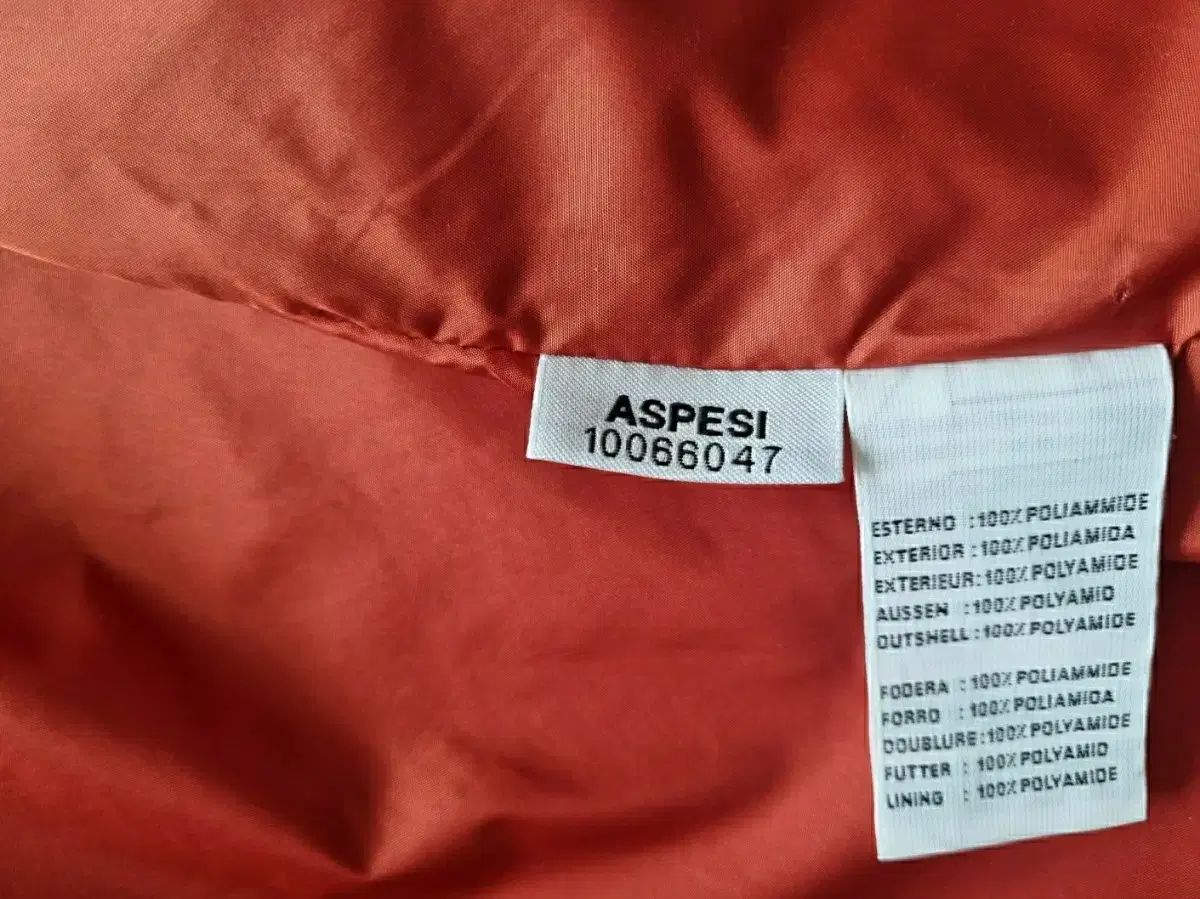 ASPESI
10066047
ESTERNO :100% POLIAMMIDE
EXTERIOR :100% POLIAMIDA
EXTERIEUR:100% POLYAMIDE
AUSSEN :100% POLYAMID
OUTSHELL :100% POLYAMIDE
FODERA :100% POLIAMMIDE
FORRO :100% POLIAMIDA
DOUBLURE:100% POLYAMIDE
FUTTER : 100% POLYAMID
LINING : 100% POLYAMIDE